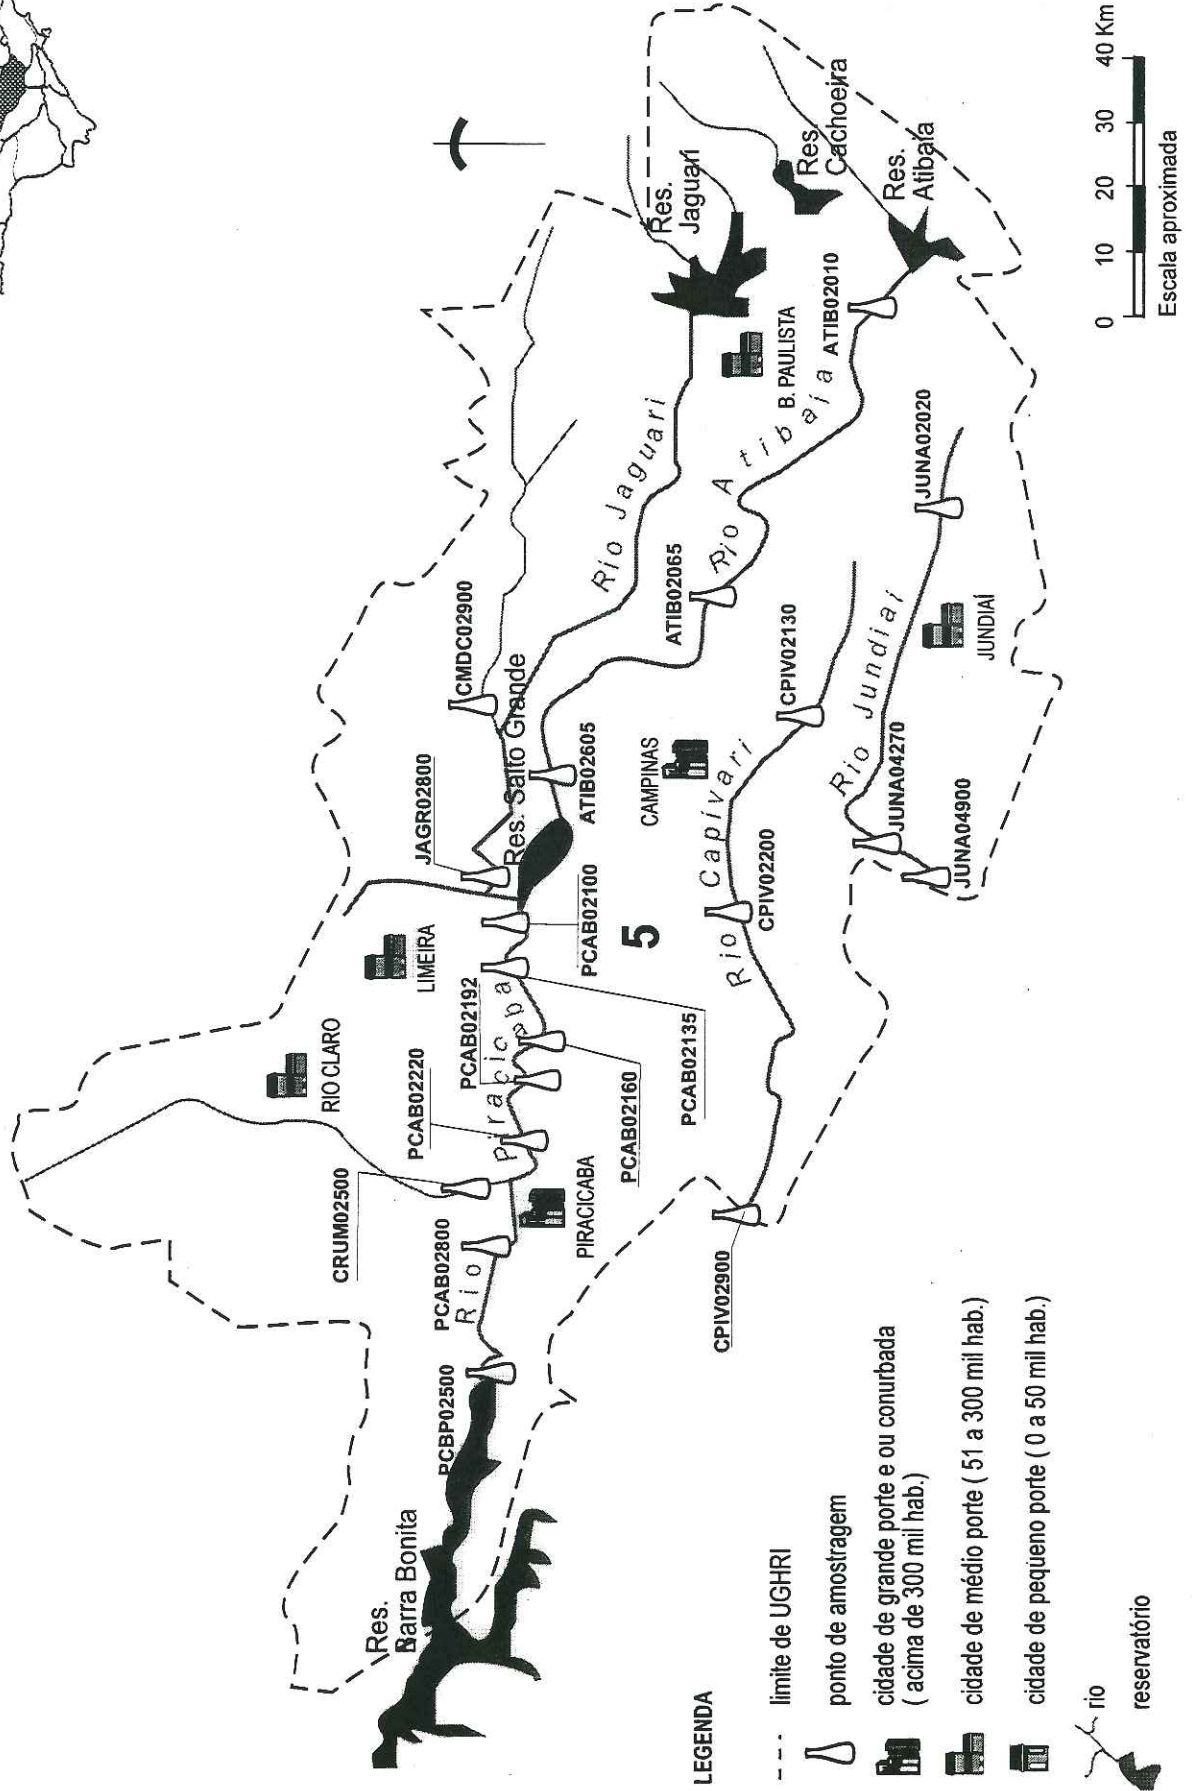 Res.
Barra Bonita
PCBP02500
PCAB02800
CRUM02500
PCAB02220
PCAB02192
RIO CLARO
LIMEIRA
JAGR02800
CMDC02900
Res. Salto Grande
Rio Piracicaba
PIRACICABA
PCAB02160
PCAB02135
PCAB02100
5
ATIB02605
CAMPINAS
ATIB02065
Rio Jaguari
Rio Atibaia
B. PAULISTA
ATIB02010
Res.
Jaguari
Res.
Cachoeira
Res.
Atibaia
CPIV02900
Rio Capivari
CPIV02200
CPIV02130
Rio Jundiaí
JUNA04270
JUNA04900
JUNDIAÍ
JUNA02020
LEGENDA
limite de UGHRI
ponto de amostragem
cidade de grande porte e ou conurbada
( acima de 300 mil hab.)
cidade de médio porte ( 51 a 300 mil hab.)
cidade de pequeno porte ( 0 a 50 mil hab.)
rio
reservatório
0 10 20 30 40 Km
Escala aproximada